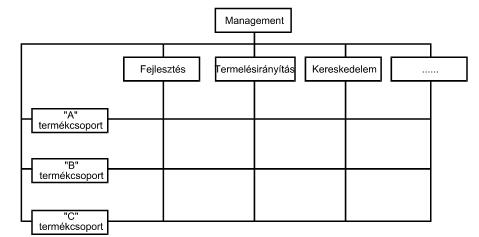 Management
Fejlesztés
Termelésirányítás
Kereskedelem
......
"A"
termékcsoport
"B"
termékcsoport
"C"
termékcsoport